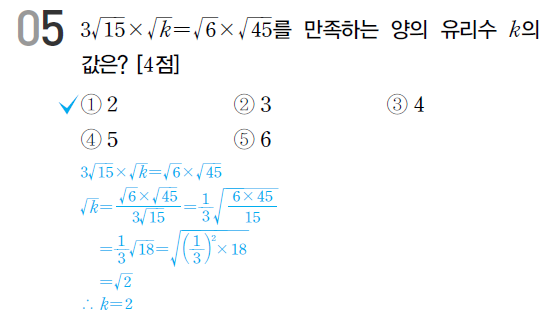 05 3√15×√k=√6×√45를 만족하는 양의 유리수 k의
값은? [4점]
✓① 2 ② 3 ③ 4
④ 5 ⑤ 6
3√15×√k=√6×√45
√k=(√6×√45)/(3√15)=1/3√((6×45)/15)
=1/3√18=√((1/3)²×18)
=√2
∴ k=2